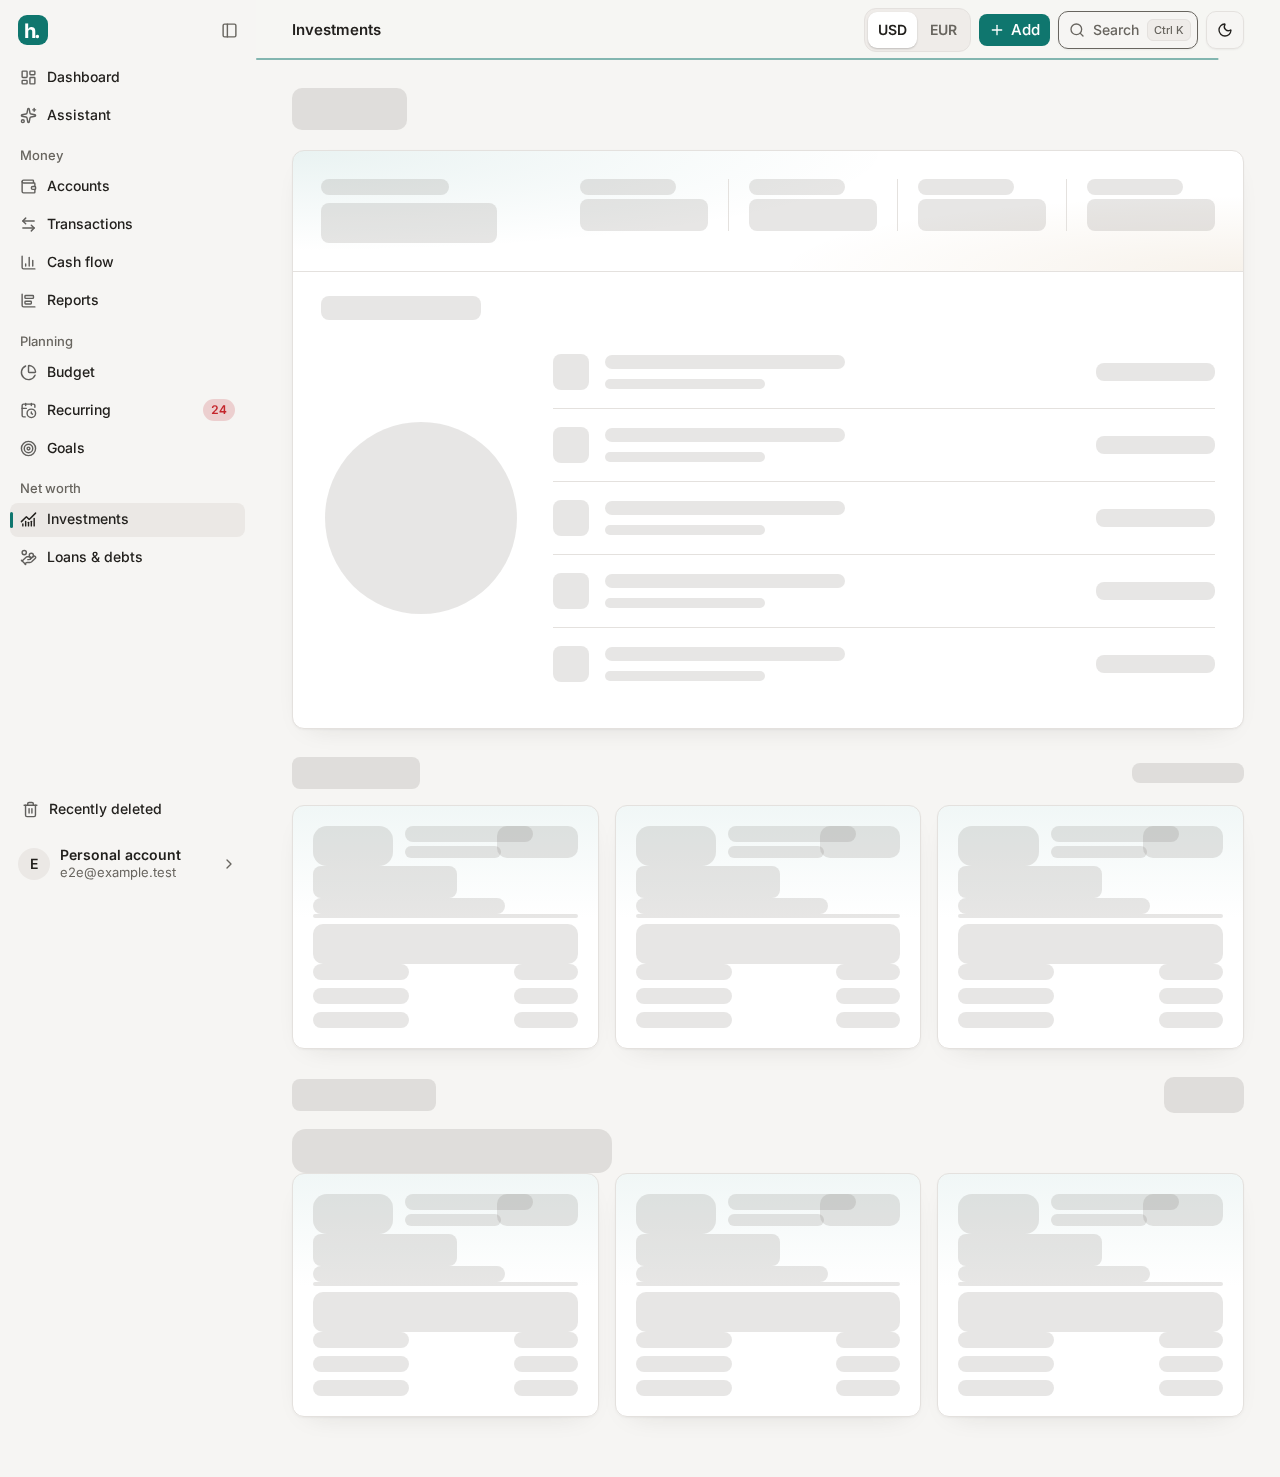 h.
Investments
USD
EUR
Add
Search
Ctrl K
Dashboard
Assistant
Money
Accounts
Transactions
Cash flow
Reports
Planning
Budget
Recurring
24
Goals
Net worth
Investments
Loans & debts
Recently deleted
E
Personal account
e2e@example.test